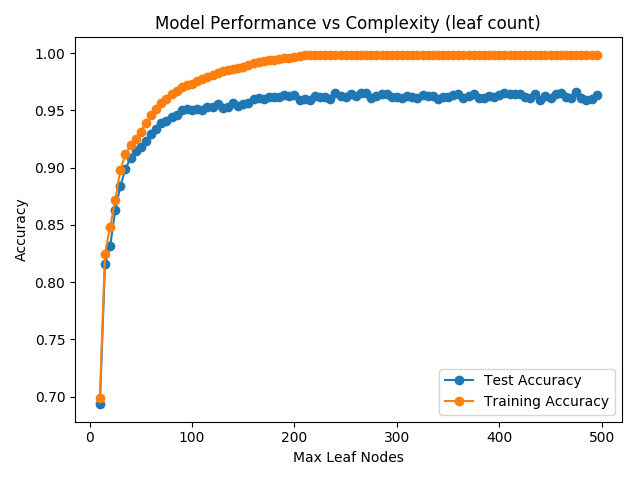 Model Performance vs Complexity (leaf count)
1.00
0.95
0.90
0.85
0.80
0.75
0.70
Accuracy
0 100 200 300 400 500
Max Leaf Nodes
Test Accuracy
Training Accuracy